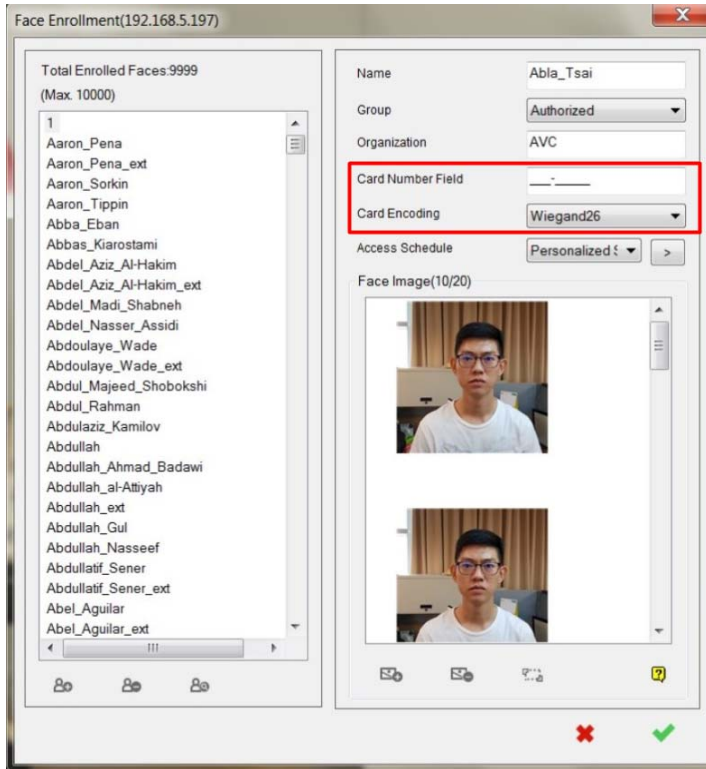 Face Enrollment(192.168.5.197)
Total Enrolled Faces:9999
(Max. 10000)
1
Aaron_Pena
Aaron_Pena_ext
Aaron_Sorkin
Aaron_Tippin
Abba_Eban
Abbas_Kiarostami
Abdel_Aziz_Al-Hakim
Abdel_Aziz_Al-Hakim_ext
Abdel_Madi_Shabneh
Abdel_Nasser_Assidi
Abdoulaye_Wade
Abdoulaye_Wade_ext
Abdul_Majeed_Shobokshi
Abdul_Rahman
Abdulaziz_Kamilov
Abdullah
Abdullah_Ahmad_Badawi
Abdullah_al-Attiyah
Abdullah_ext
Abdullah_Gul
Abdullah_Nasseef
Abdullatif_Sener
Abdullatif_Sener_ext
Abel_Aguilar
Abel_Aguilar_ext
Name Abla_Tsai
Group Authorized
Organization AVC
Card Number Field ___-_____
Card Encoding Wiegand26
Access Schedule Personalized S >
Face Image(10/20)